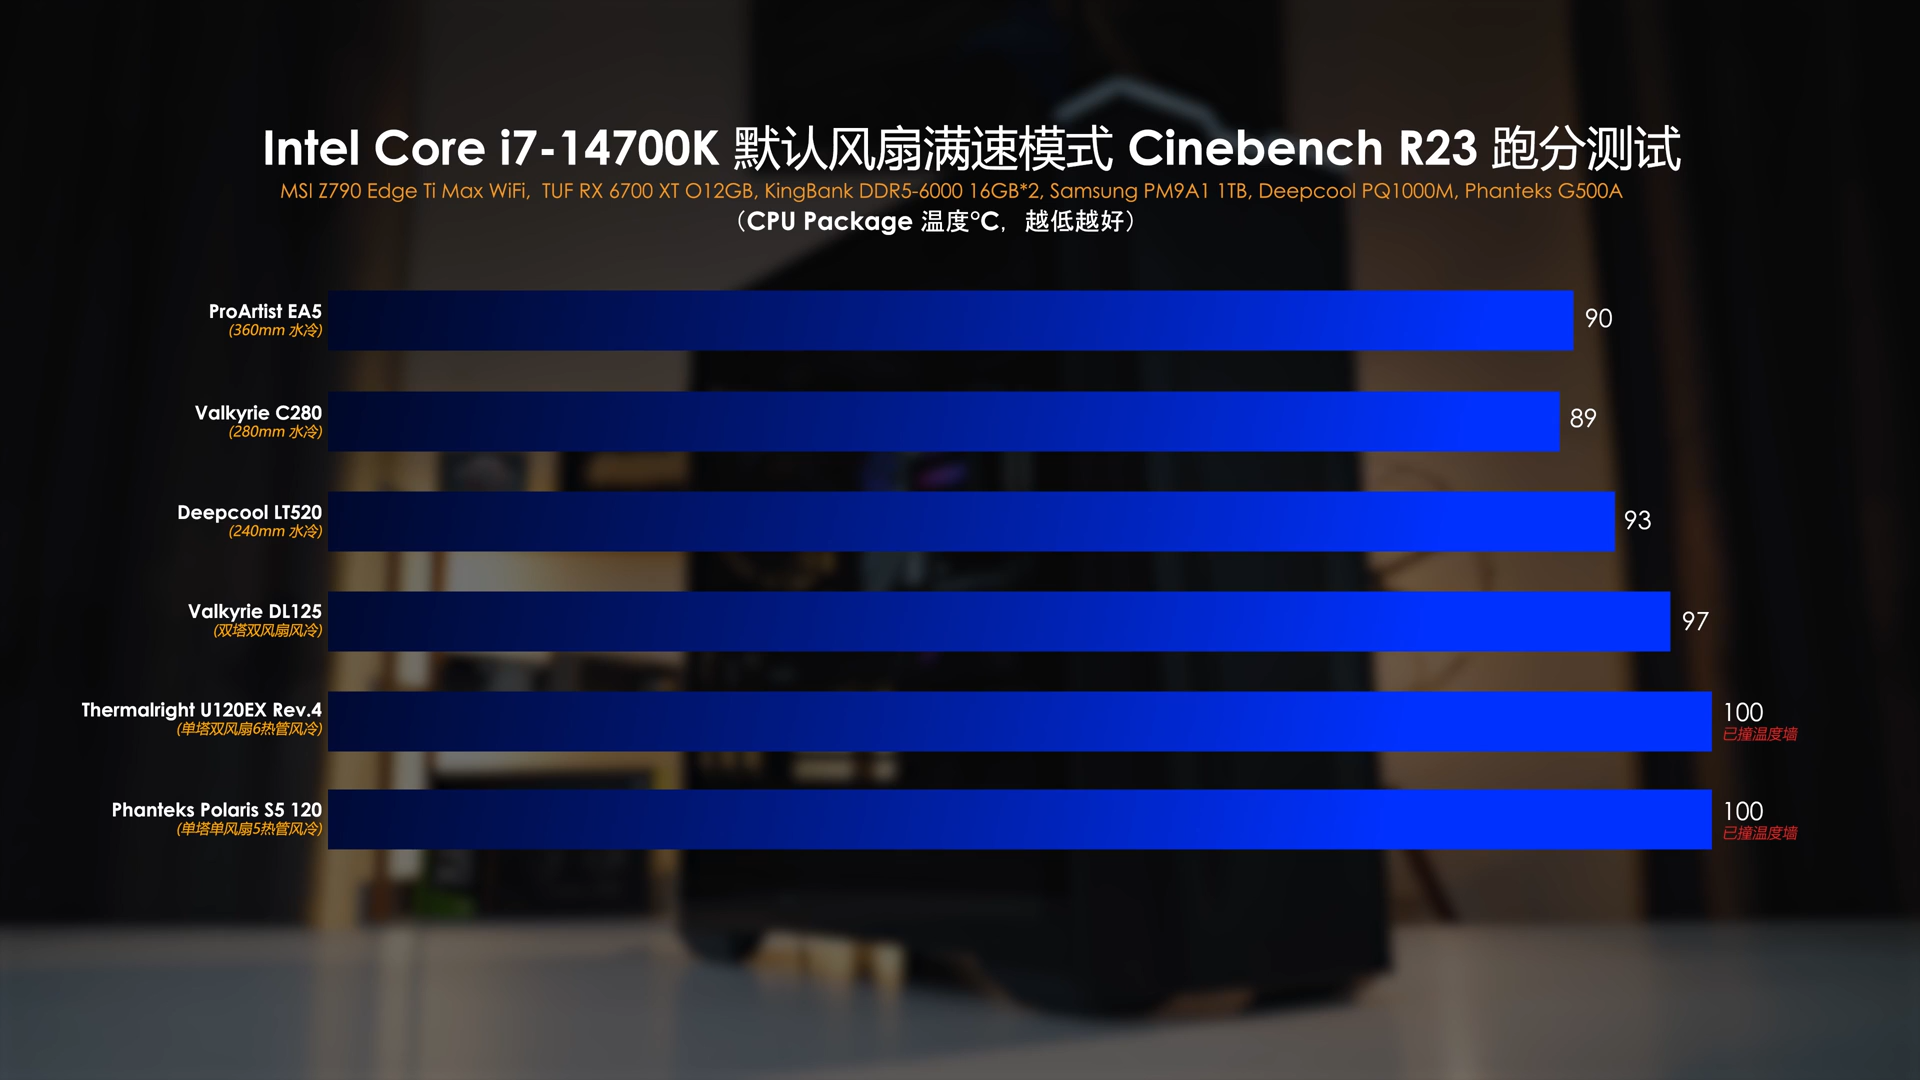 Intel Core i7-14700K 默认风扇满速模式 Cinebench R23 跑分测试
MSI Z790 Edge Ti Max WiFi, TUF RX 6700 XT O12GB, KingBank DDR5-6000 16GB*2, Samsung PM9A1 1TB, Deepcool PQ1000M, Phanteks G500A
（CPU Package 温度°C，越低越好）
ProArtist EA5
(360mm 水冷)
90
Valkyrie C280
(280mm 水冷)
89
Deepcool LT520
(240mm 水冷)
93
Valkyrie DL125
(双塔双风扇风冷)
97
Thermalright U120EX Rev.4
(单塔双风扇6热管风冷)
100
已撞温度墙
Phanteks Polaris S5 120
(单塔单风扇5热管风冷)
100
已撞温度墙